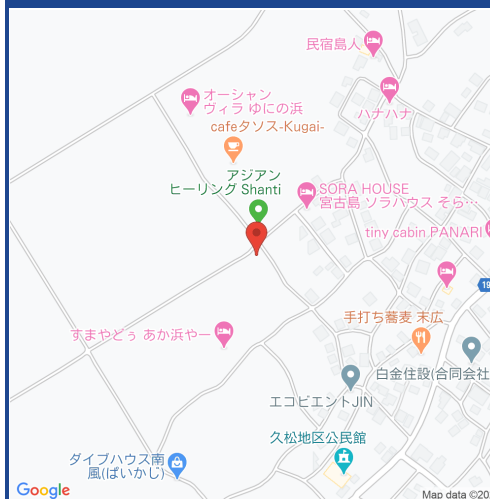 民宿島人
オーシャン
ヴィラ ゆにの浜
ハナハナ
cafeタソス-Kugai-
アジアン
ヒーリング Shanti
SORA HOUSE
宮古島 ソラハウス そら…
tiny cabin PANARI
19
手打ち蕎麦 末広
すまやどぅ あか浜やー
白金住設(合同会社
エコビエントJIN
久松地区公民館
ダイブハウス南
風(ぱいかじ)
Google
Map data ©20